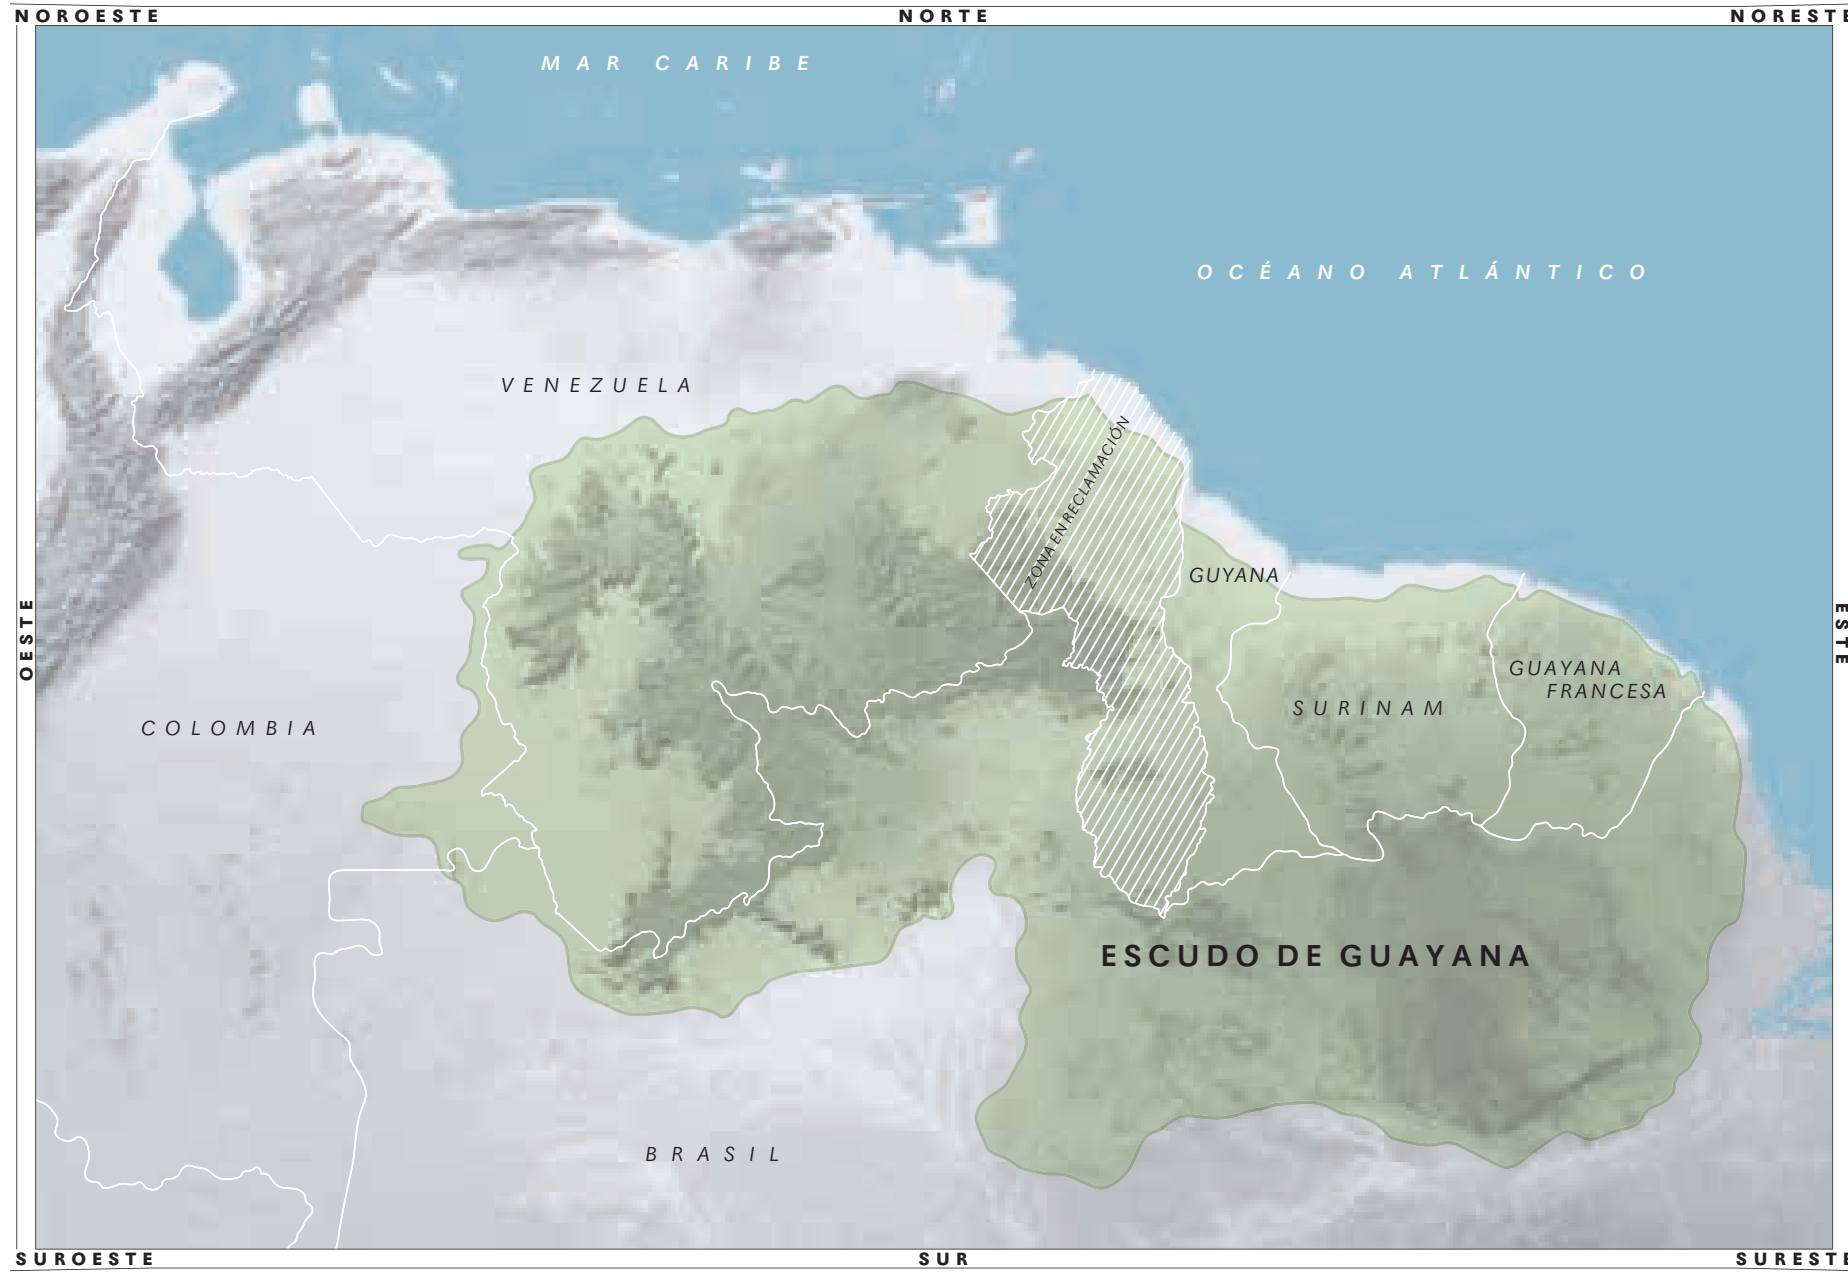 NOROESTE
NORTE
NORESTE
MAR CARIBE
OCÉANO ATLÁNTICO
VENEZUELA
ZONA EN RECLAMACIÓN
GUYANA
OESTE
ESTE
GUAYANA
FRANCESA
SURINAM
COLOMBIA
ESCUDO DE GUAYANA
BRASIL
SUROESTE
SUR
SURESTE